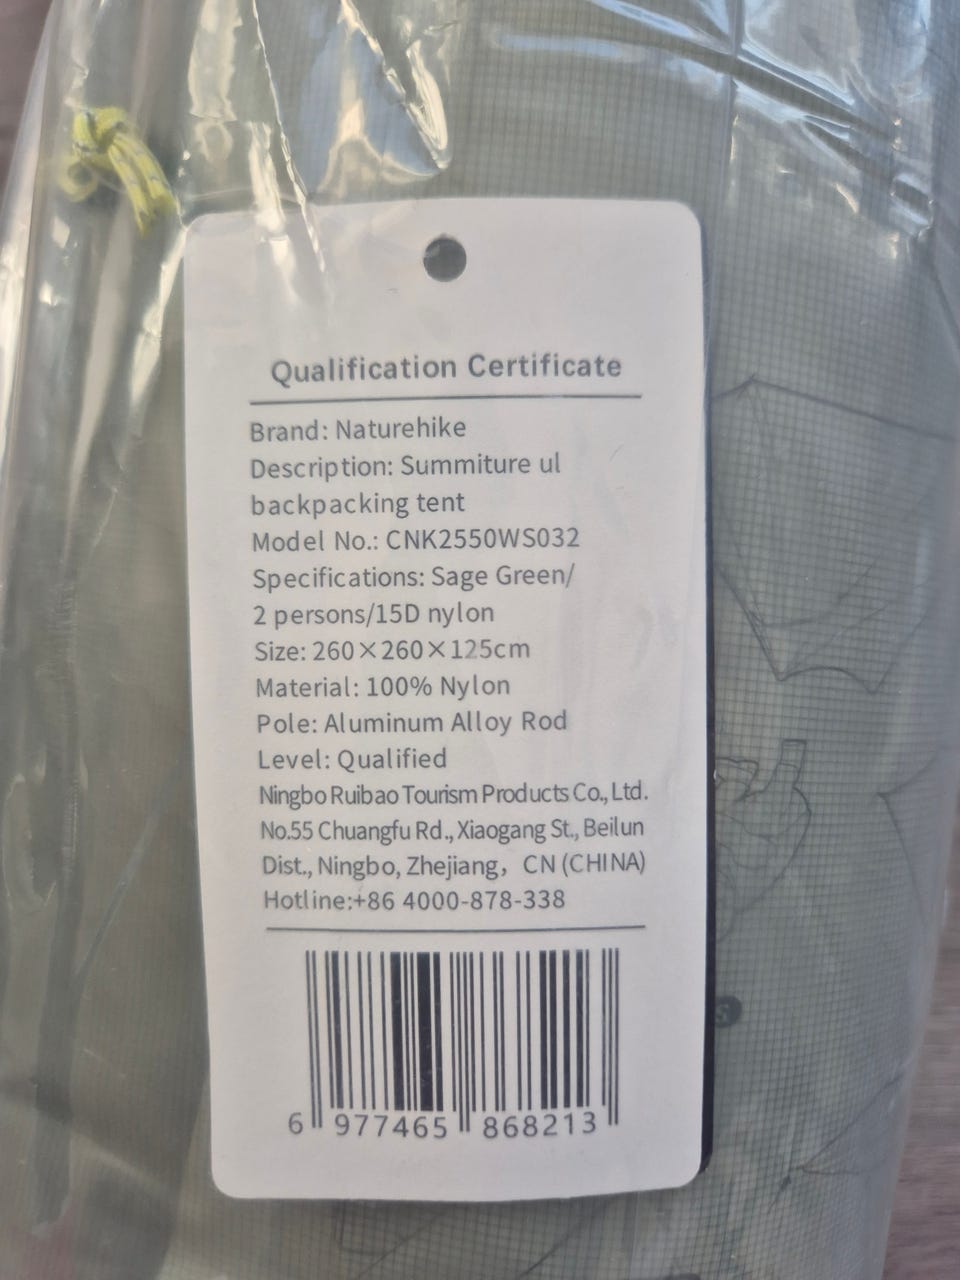 Qualification Certificate
Brand: Naturehike
Description: Summiture ul
backpacking tent
Model No.: CNK2550WS032
Specifications: Sage Green/
2 persons/15D nylon
Size: 260×260×125cm
Material: 100% Nylon
Pole: Aluminum Alloy Rod
Level: Qualified
Ningbo Ruibao Tourism Products Co., Ltd.
No.55 Chuangfu Rd., Xiaogang St., Beilun
Dist., Ningbo, Zhejiang，CN (CHINA)
Hotline:+86 4000-878-338
6 977465 868213